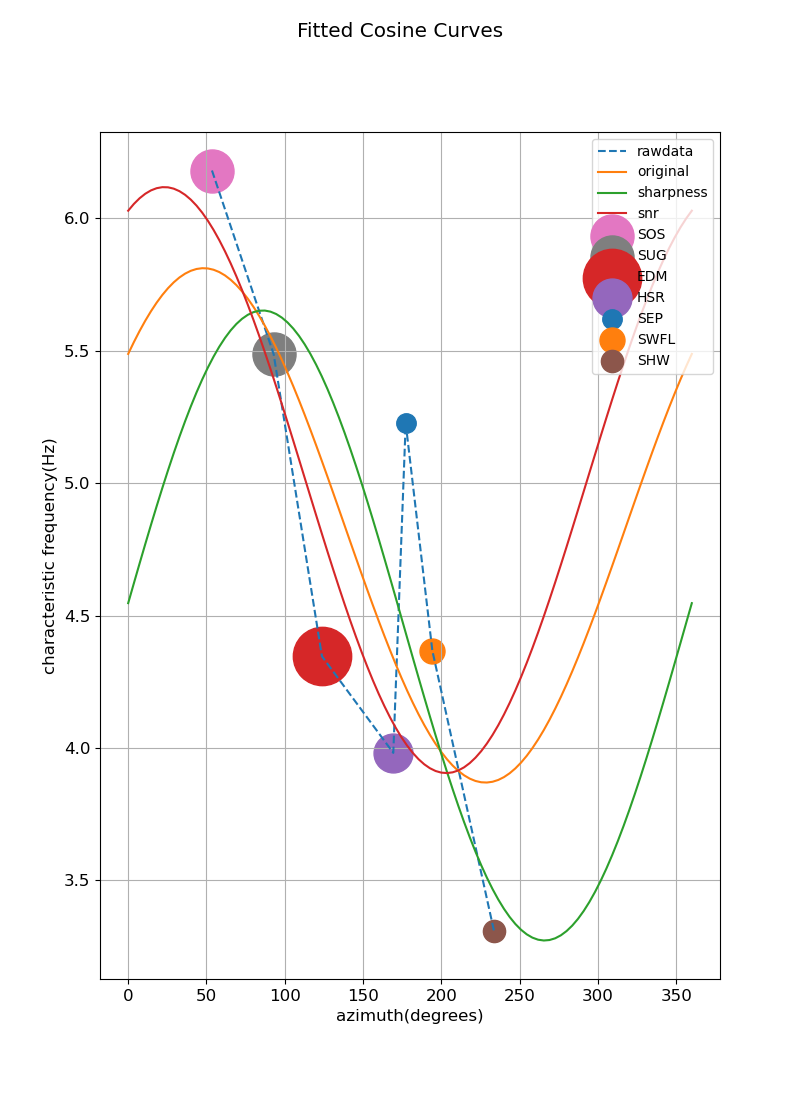 Fitted Cosine Curves
rawdata
original
sharpness
snr
SOS
SUG
EDM
HSR
SEP
SWFL
SHW
6.0
5.5
5.0
4.5
4.0
3.5
characteristic frequency(Hz)
0 50 100 150 200 250 300 350
azimuth(degrees)